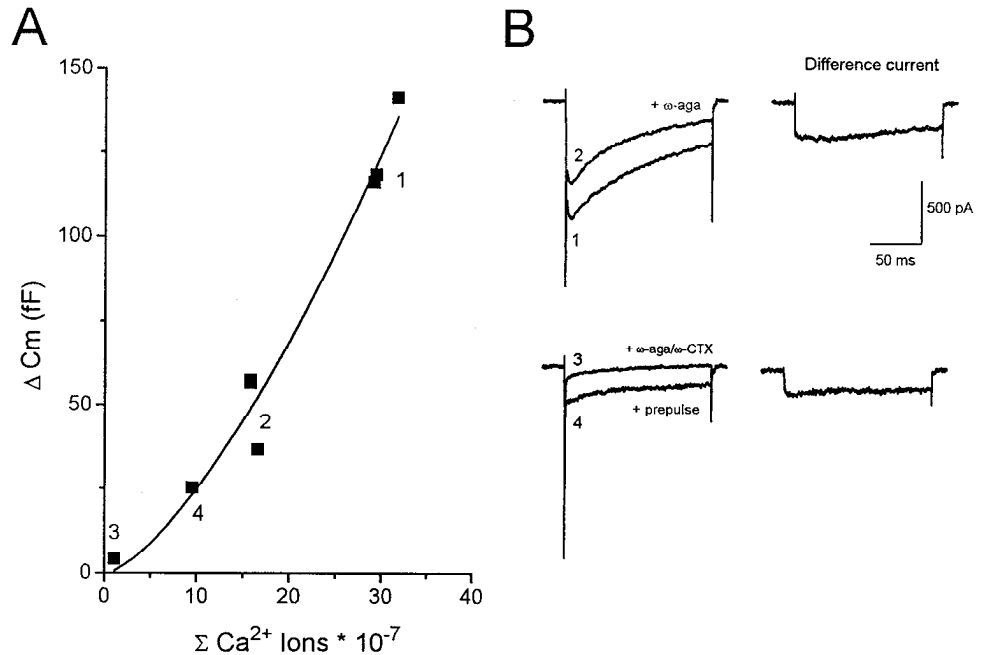 A
150
100
50
0
Δ Cm (fF)
1
2
3
4
0 10 20 30 40
Σ Ca²⁺ Ions * 10⁻⁷
B
Difference current
+ ω-aga
2
1
500 pA
50 ms
3 + ω-aga/ω-CTX
4 + prepulse